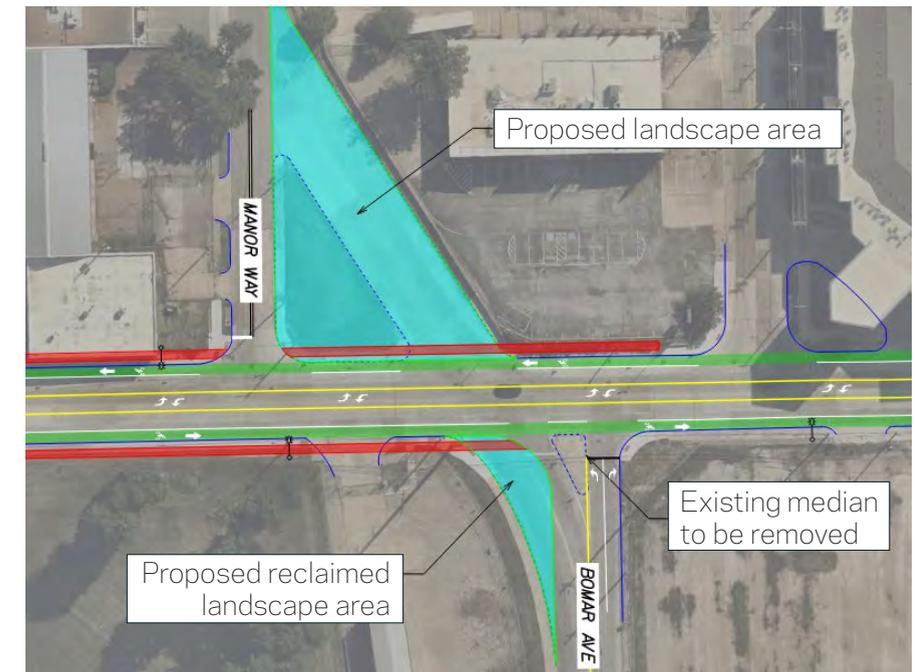 Proposed landscape area
MANOR WAY
Existing median
to be removed
Proposed reclaimed
landscape area
BOMAR AVE